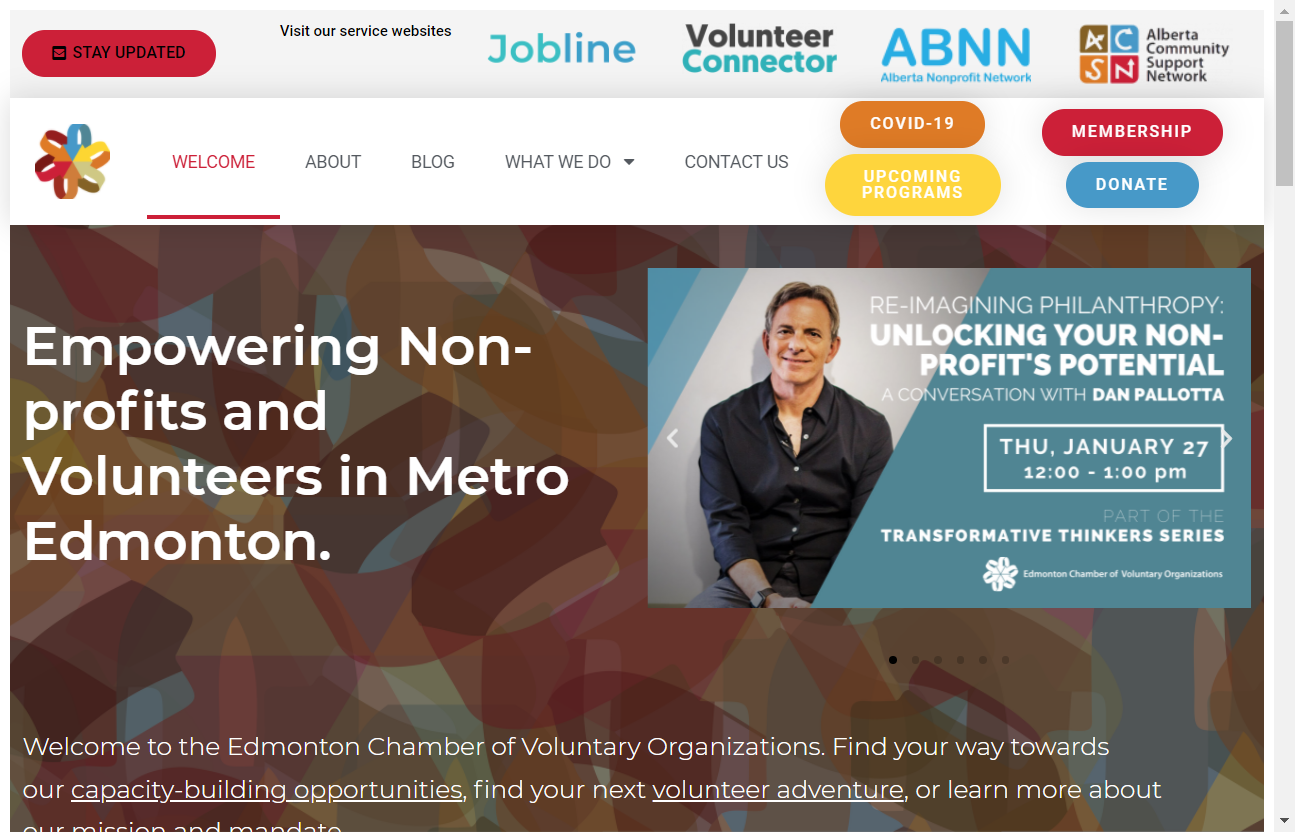 STAY UPDATED
Visit our service websites
Jobline
Volunteer
Connector
ABNN
Alberta Nonprofit Network
A C
S N
Alberta
Community
Support
Network
WELCOME
ABOUT
BLOG
WHAT WE DO
CONTACT US
COVID-19
UPCOMING
PROGRAMS
MEMBERSHIP
DONATE
Empowering Non-
profits and
Volunteers in Metro
Edmonton.
RE-IMAGINING PHILANTHROPY:
UNLOCKING YOUR NON-
PROFIT'S POTENTIAL
A CONVERSATION WITH DAN PALLOTTA
THU, JANUARY 27
12:00 - 1:00 pm
PART OF THE
TRANSFORMATIVE THINKERS SERIES
Edmonton Chamber of Voluntary Organizations
Welcome to the Edmonton Chamber of Voluntary Organizations. Find your way towards
our capacity-building opportunities, find your next volunteer adventure, or learn more about
our mission and mandate.